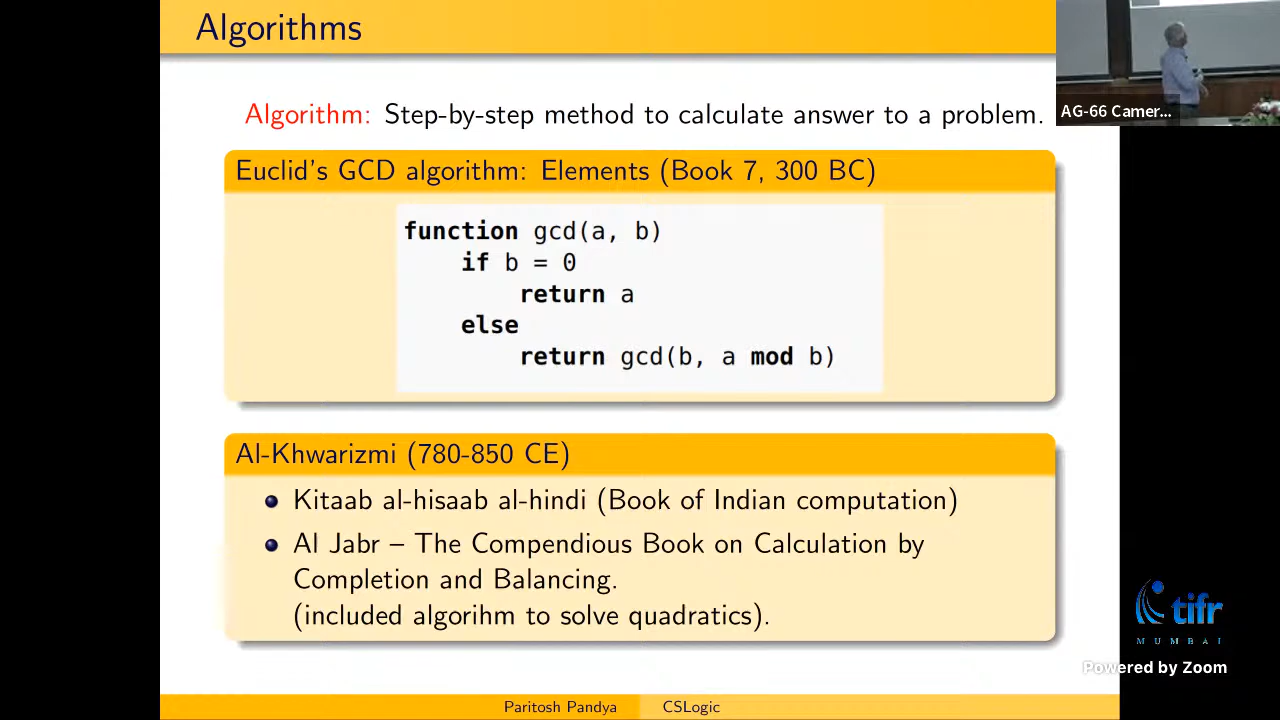 Algorithms
Algorithm: Step-by-step method to calculate answer to a problem.
AG-66 Camer...
Euclid's GCD algorithm: Elements (Book 7, 300 BC)
function gcd(a, b)
if b = 0
return a
else
return gcd(b, a mod b)
Al-Khwarizmi (780-850 CE)
Kitaab al-hisaab al-hindi (Book of Indian computation)
Al Jabr – The Compendious Book on Calculation by
Completion and Balancing.
(included algorihm to solve quadratics).
tifr
MUMBAI
Powered by Zoom
Paritosh Pandya CSLogic